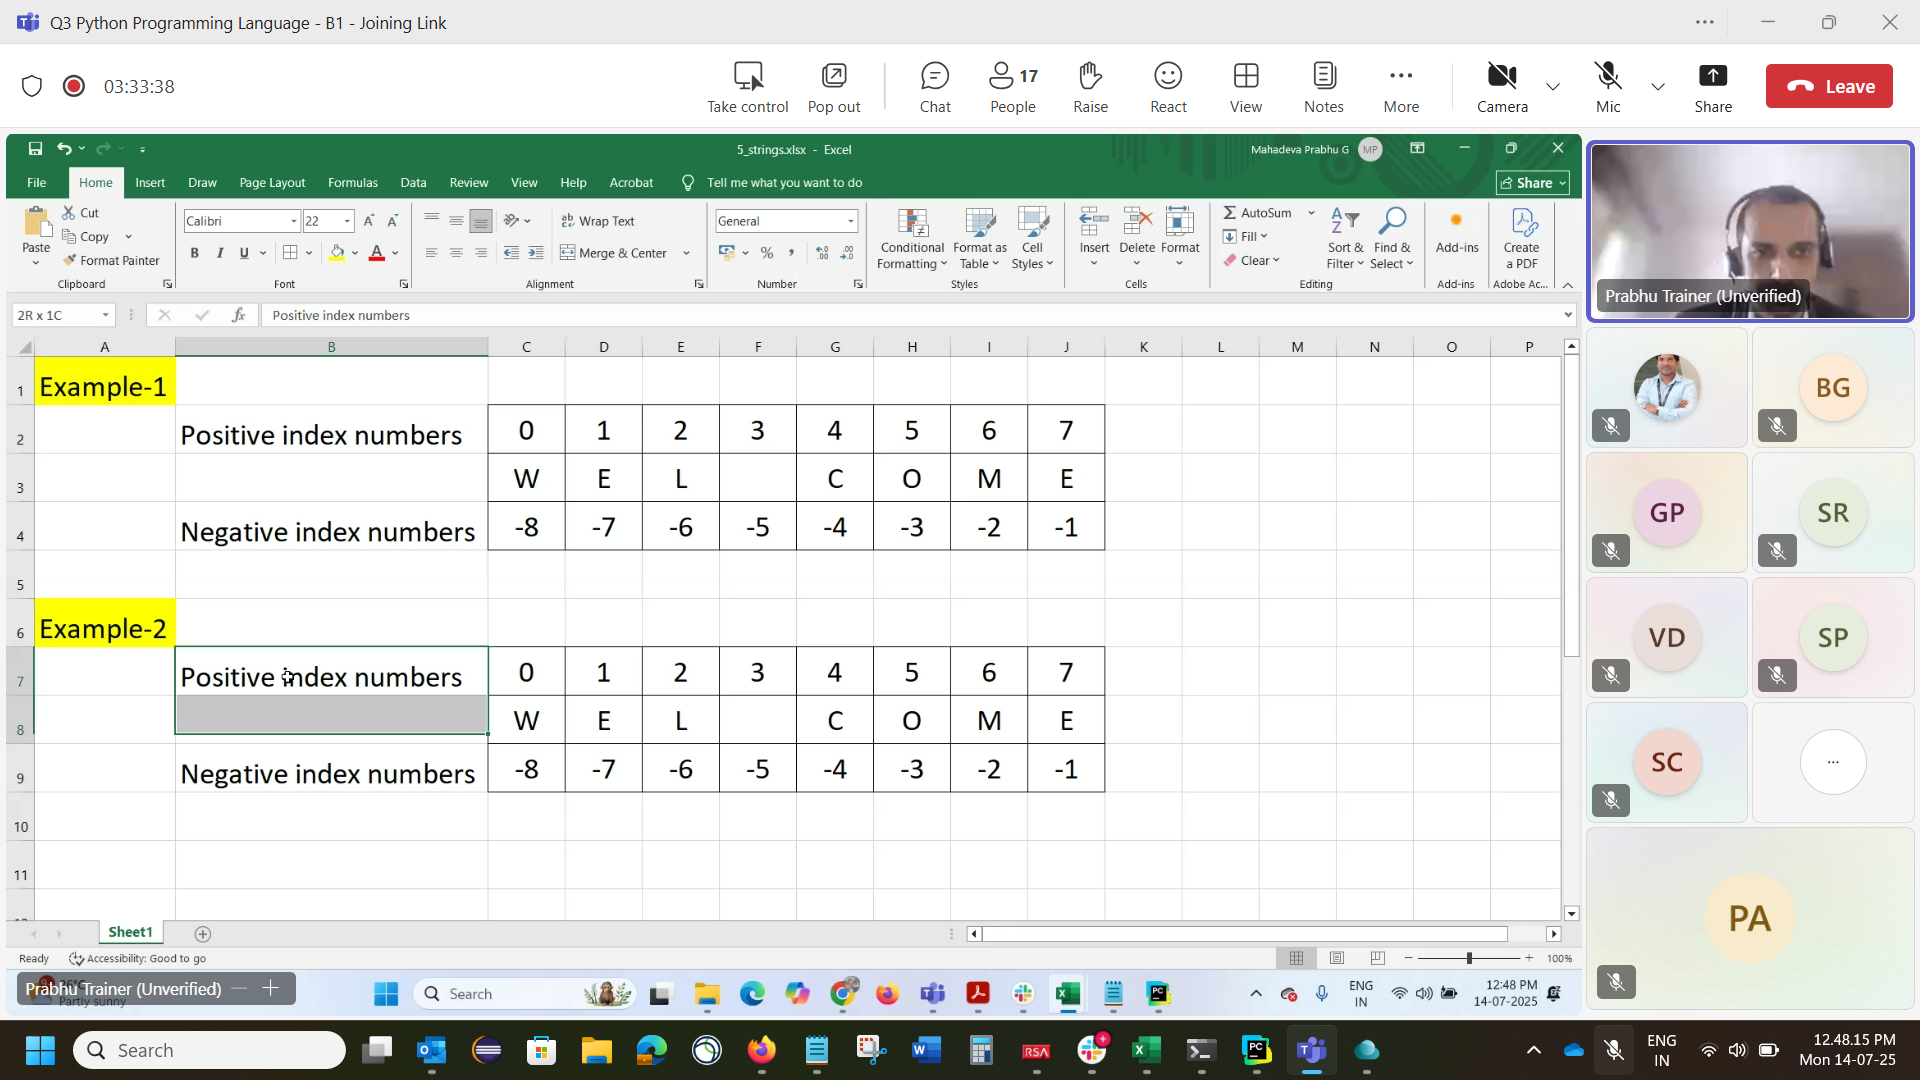 Q3 Python Programming Language - B1 - Joining Link
03:33:38
Take control
Pop out
Chat
17
People
Raise
React
View
Notes
More
Camera
Mic
Share
Leave
5_strings.xlsx - Excel
Mahadeva Prabhu G
MP
File Home Insert Draw Page Layout Formulas Data Review View Help Acrobat Tell me what you want to do
Share
Paste
Cut
Copy
Format Painter
Clipboard
Calibri 22
B I U
Font
Wrap Text
Merge & Center
Alignment
General
Number
Conditional Formatting
Format as Table
Cell Styles
Styles
Insert
Delete
Format
Cells
AutoSum
Fill
Clear
Sort & Filter
Find & Select
Editing
Add-ins
Add-ins
Create a PDF
Adobe Ac...
2R x 1C
fx
Positive index numbers
A B C D E F G H I J K L M N O P
1 Example-1
2 Positive index numbers 0 1 2 3 4 5 6 7
3 W E L C O M E
4 Negative index numbers -8 -7 -6 -5 -4 -3 -2 -1
5
6 Example-2
7 Positive index numbers 0 1 2 3 4 5 6 7
8 W E L C O M E
9 Negative index numbers -8 -7 -6 -5 -4 -3 -2 -1
10
11
Sheet1
Ready Accessibility: Good to go
100%
Prabhu Trainer (Unverified)
Partly sunny
Search
ENG
IN
12:48 PM
14-07-2025
Prabhu Trainer (Unverified)
BG
GP
SR
VD
SP
SC
...
PA
Search
RSA
ENG
IN
12.48.15 PM
Mon 14-07-25